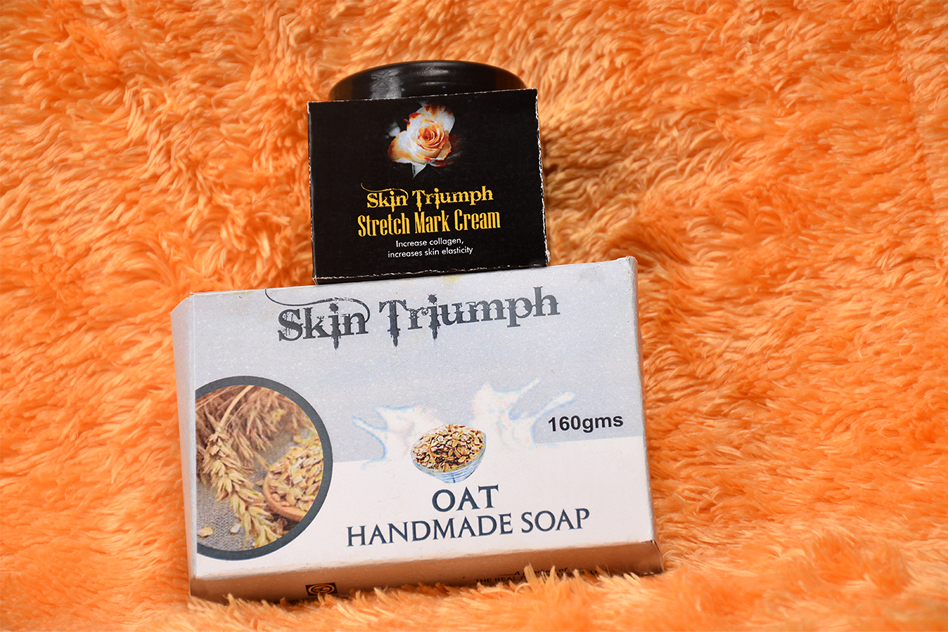 Skin Triumph
Stretch Mark Cream
Increase collagen,
increases skin elasticity
Skin Triumph
160gms
OAT
HANDMADE SOAP